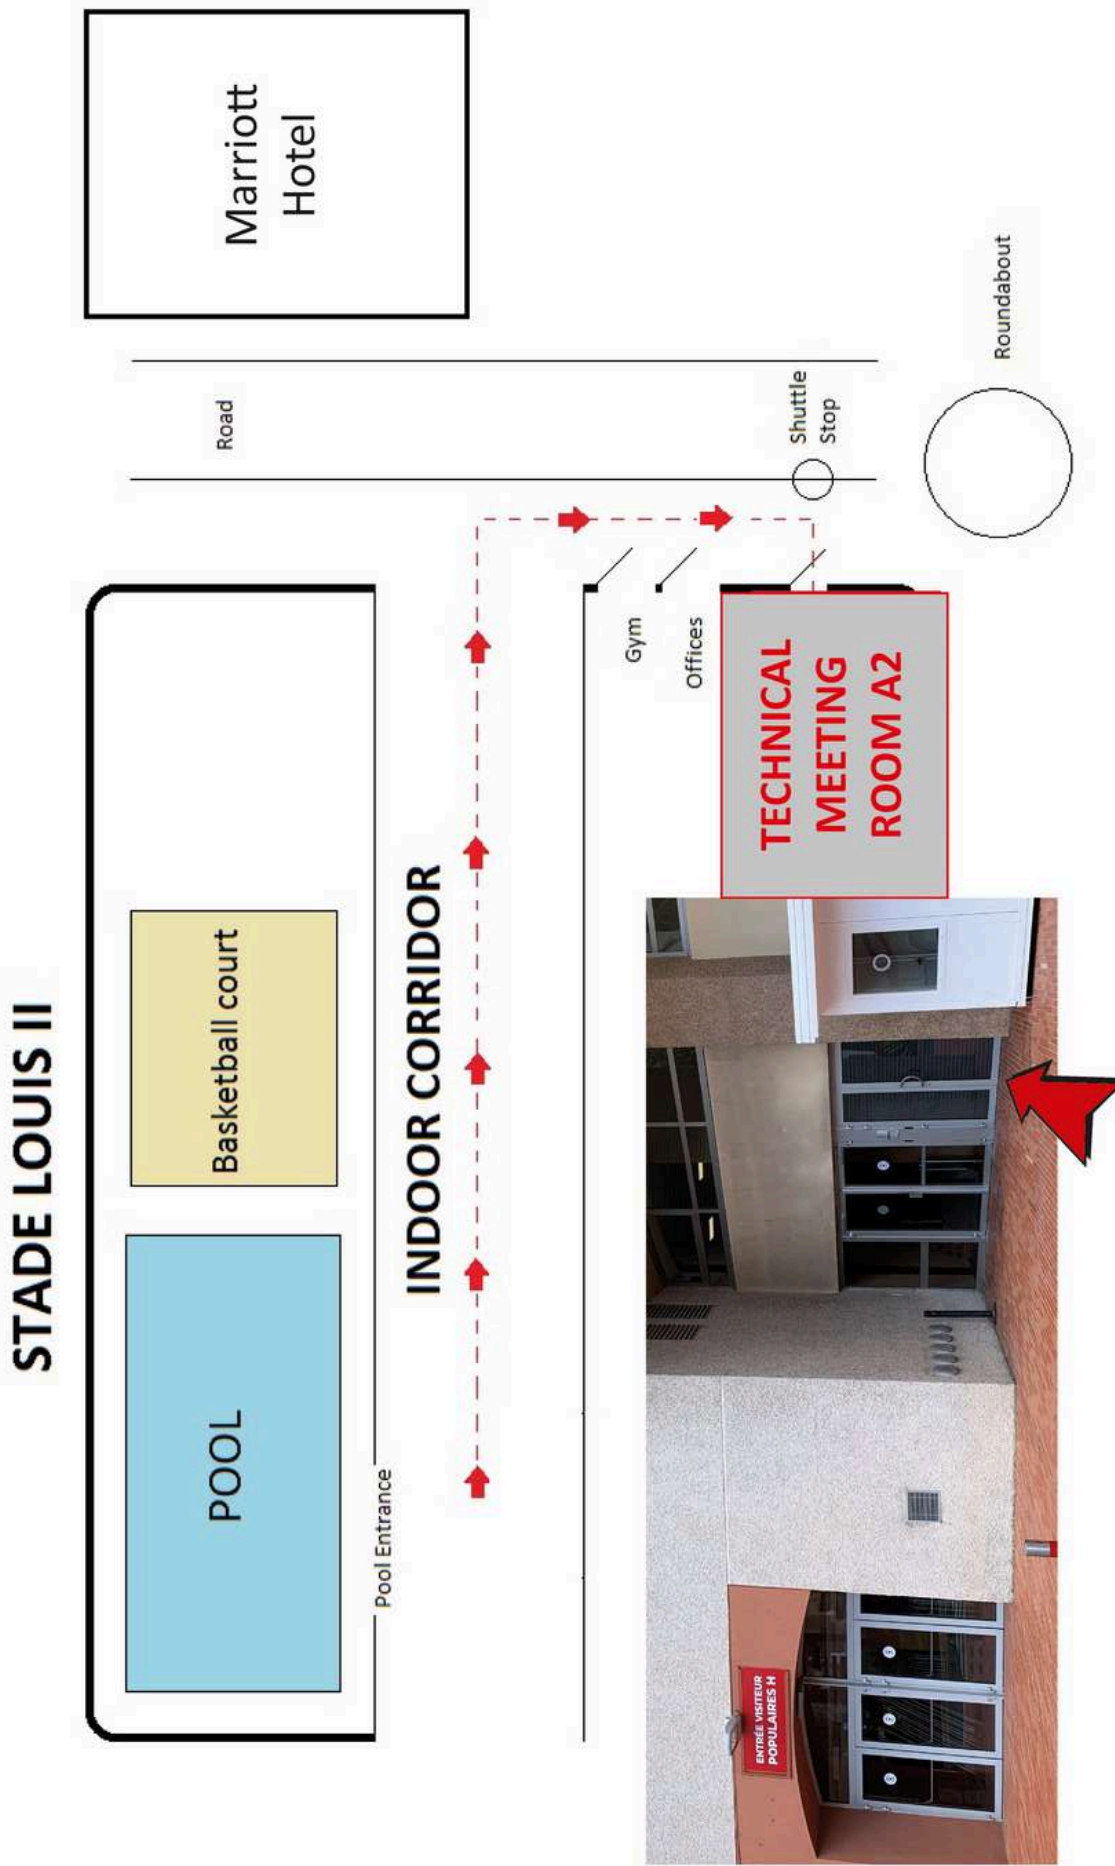 STADE LOUIS II
POOL
Basketball court
Pool Entrance
INDOOR CORRIDOR
Road
Marriott
Hotel
Gym
Offices
Shuttle
Stop
Roundabout
TECHNICAL
MEETING
ROOM A2
ENTRÉE VISITEUR
POPULAIRES H